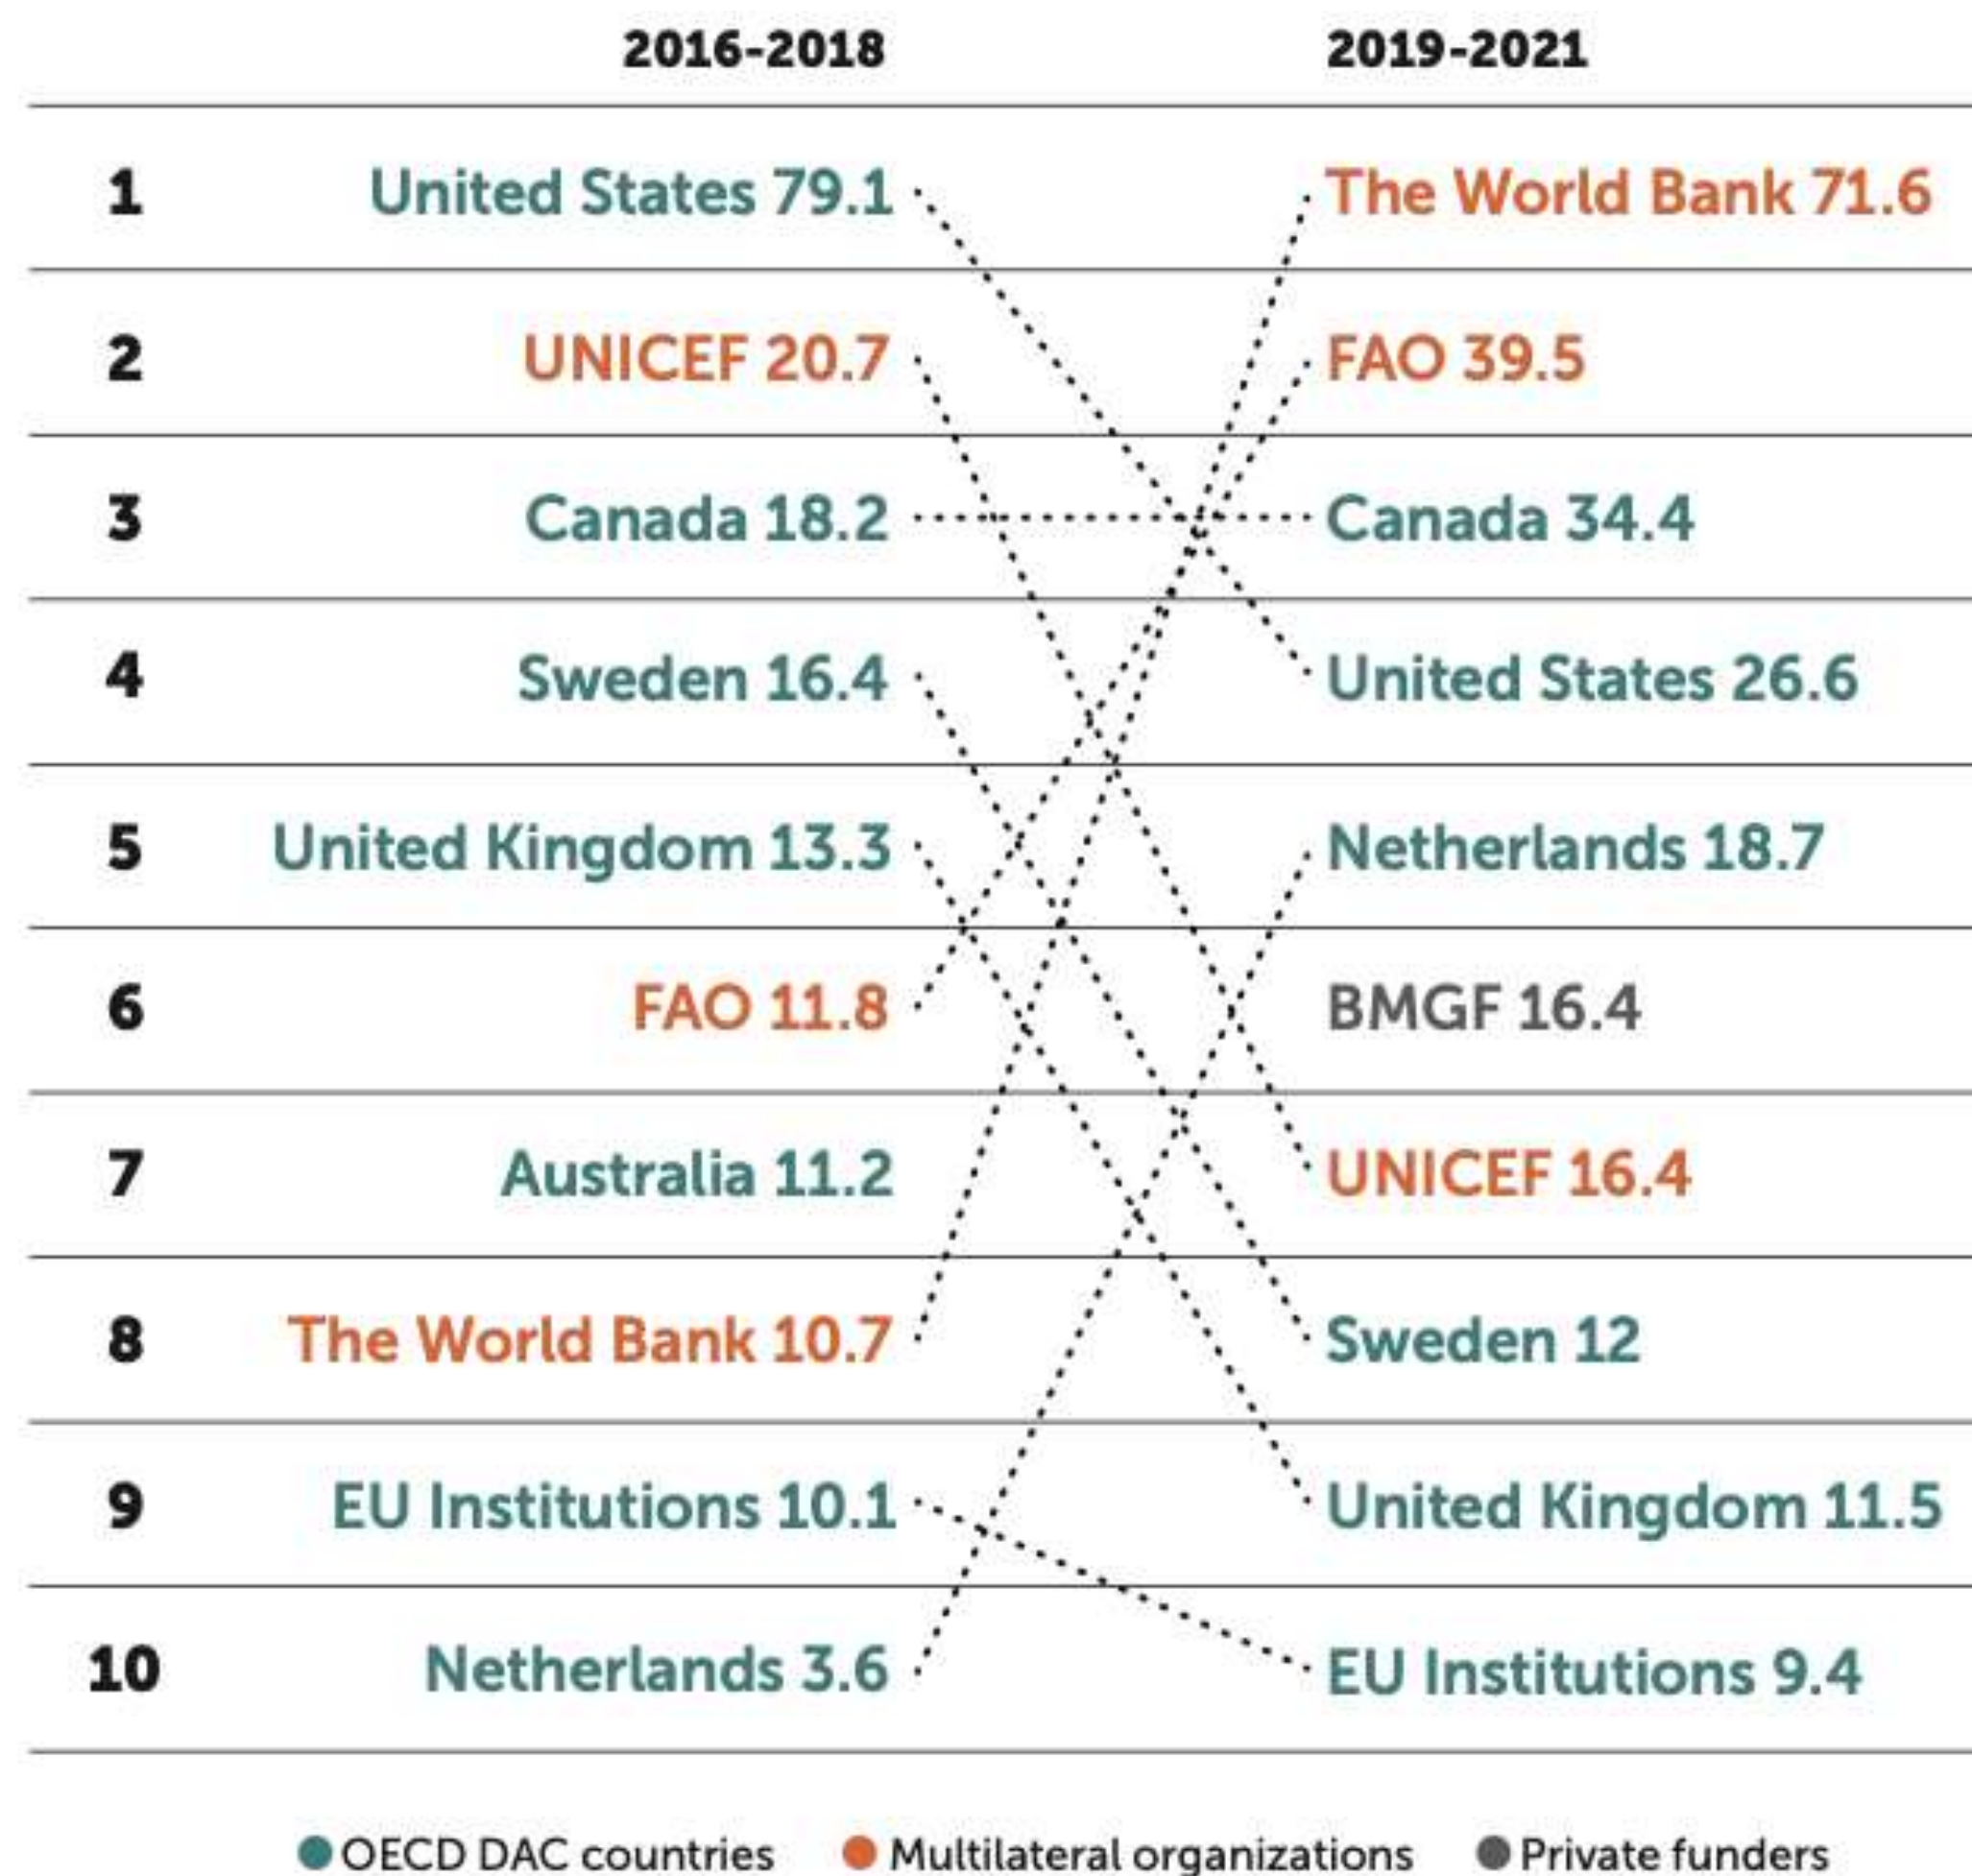 2016-2018 2019-2021
1 United States 79.1 The World Bank 71.6
2 UNICEF 20.7 FAO 39.5
3 Canada 18.2 Canada 34.4
4 Sweden 16.4 United States 26.6
5 United Kingdom 13.3 Netherlands 18.7
6 FAO 11.8 BMGF 16.4
7 Australia 11.2 UNICEF 16.4
8 The World Bank 10.7 Sweden 12
9 EU Institutions 10.1 United Kingdom 11.5
10 Netherlands 3.6 EU Institutions 9.4
OECD DAC countries Multilateral organizations Private funders